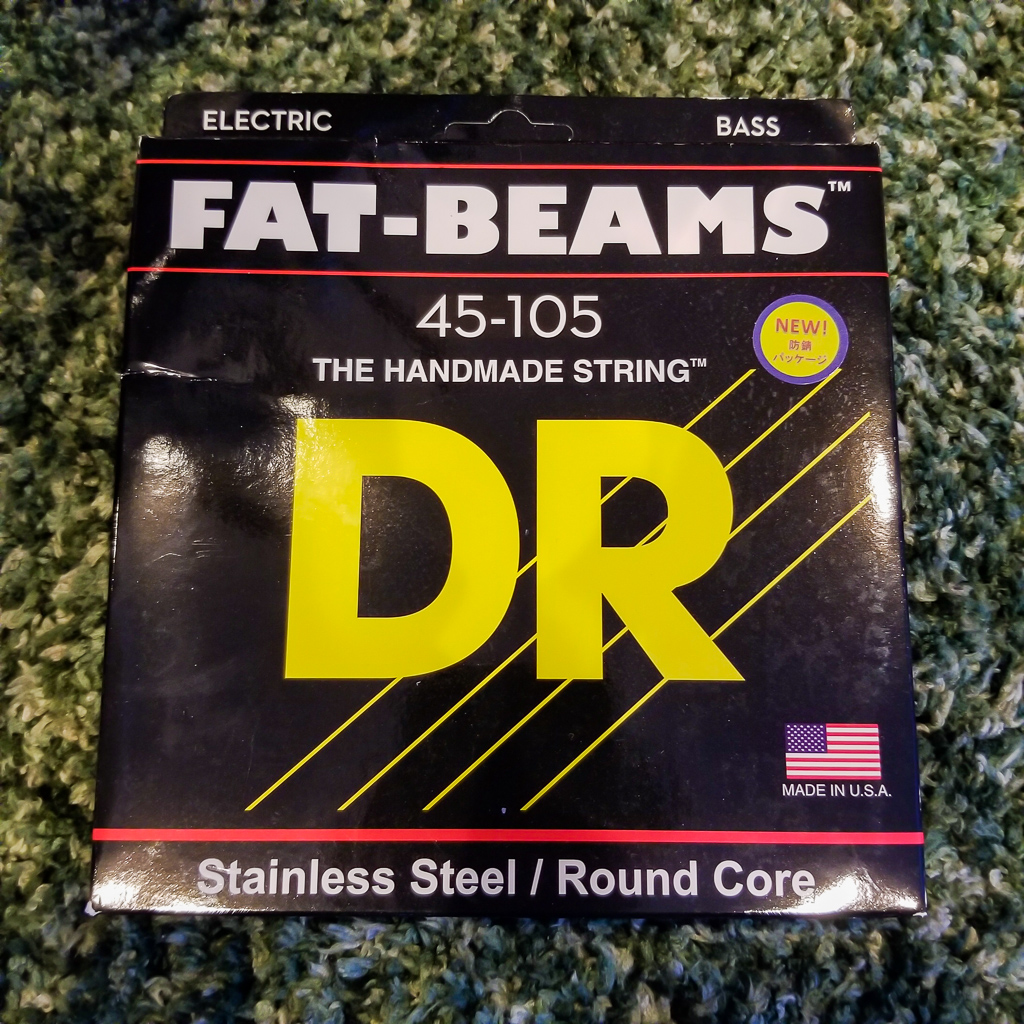 ELECTRIC BASS
FAT-BEAMS™
45-105
NEW!
防錆
パッケージ
THE HANDMADE STRING™
DR
MADE IN U.S.A.
Stainless Steel / Round Core